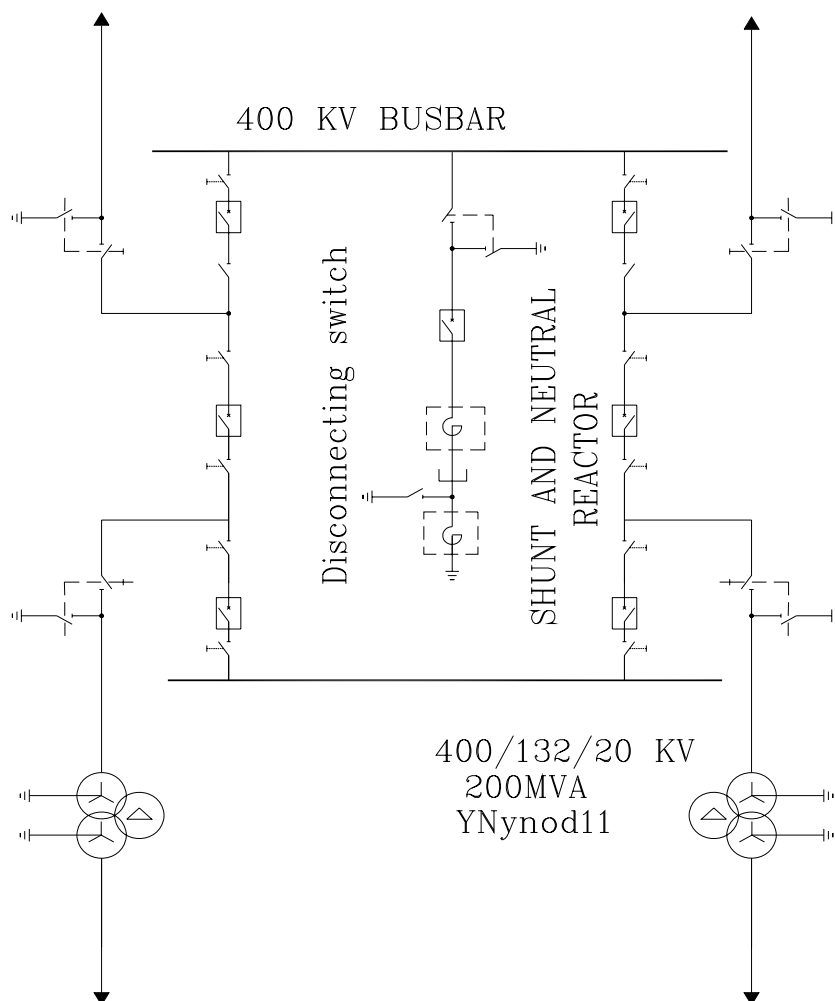 400 KV BUSBAR
Disconnecting switch
SHUNT AND NEUTRAL
REACTOR
400/132/20 KV
200MVA
YNynod11